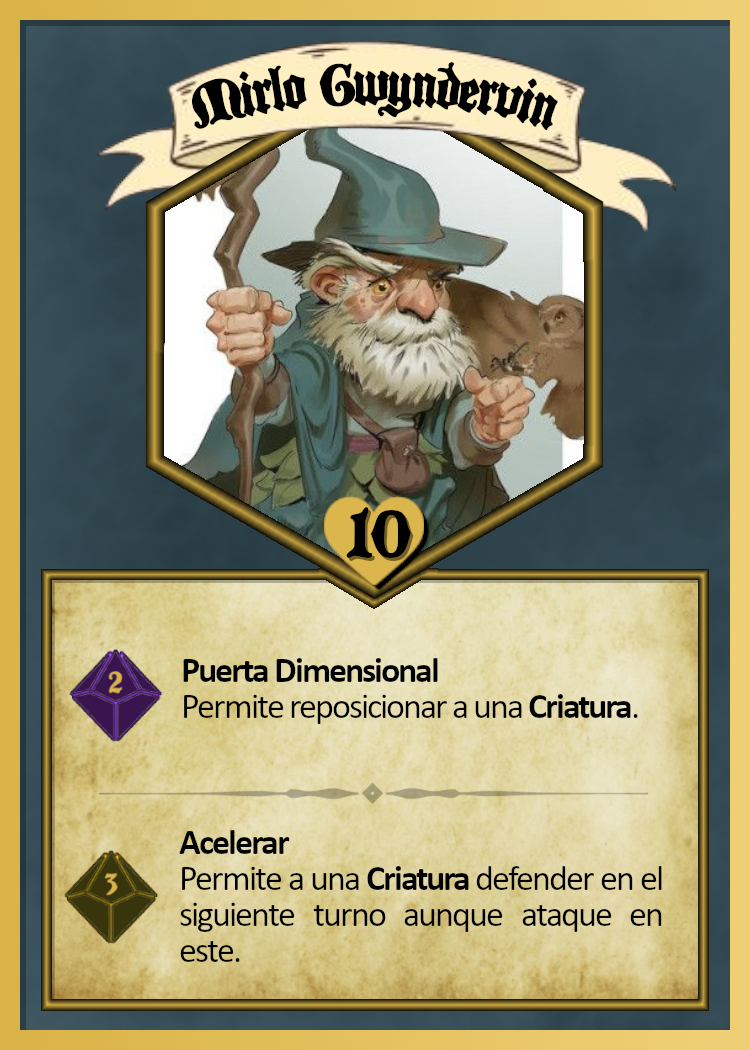 Mirlo Gwyndervin
10
2
Puerta Dimensional
Permite reposicionar a una Criatura.
3
Acelerar
Permite a una Criatura defender en el
siguiente turno aunque ataque en
este.